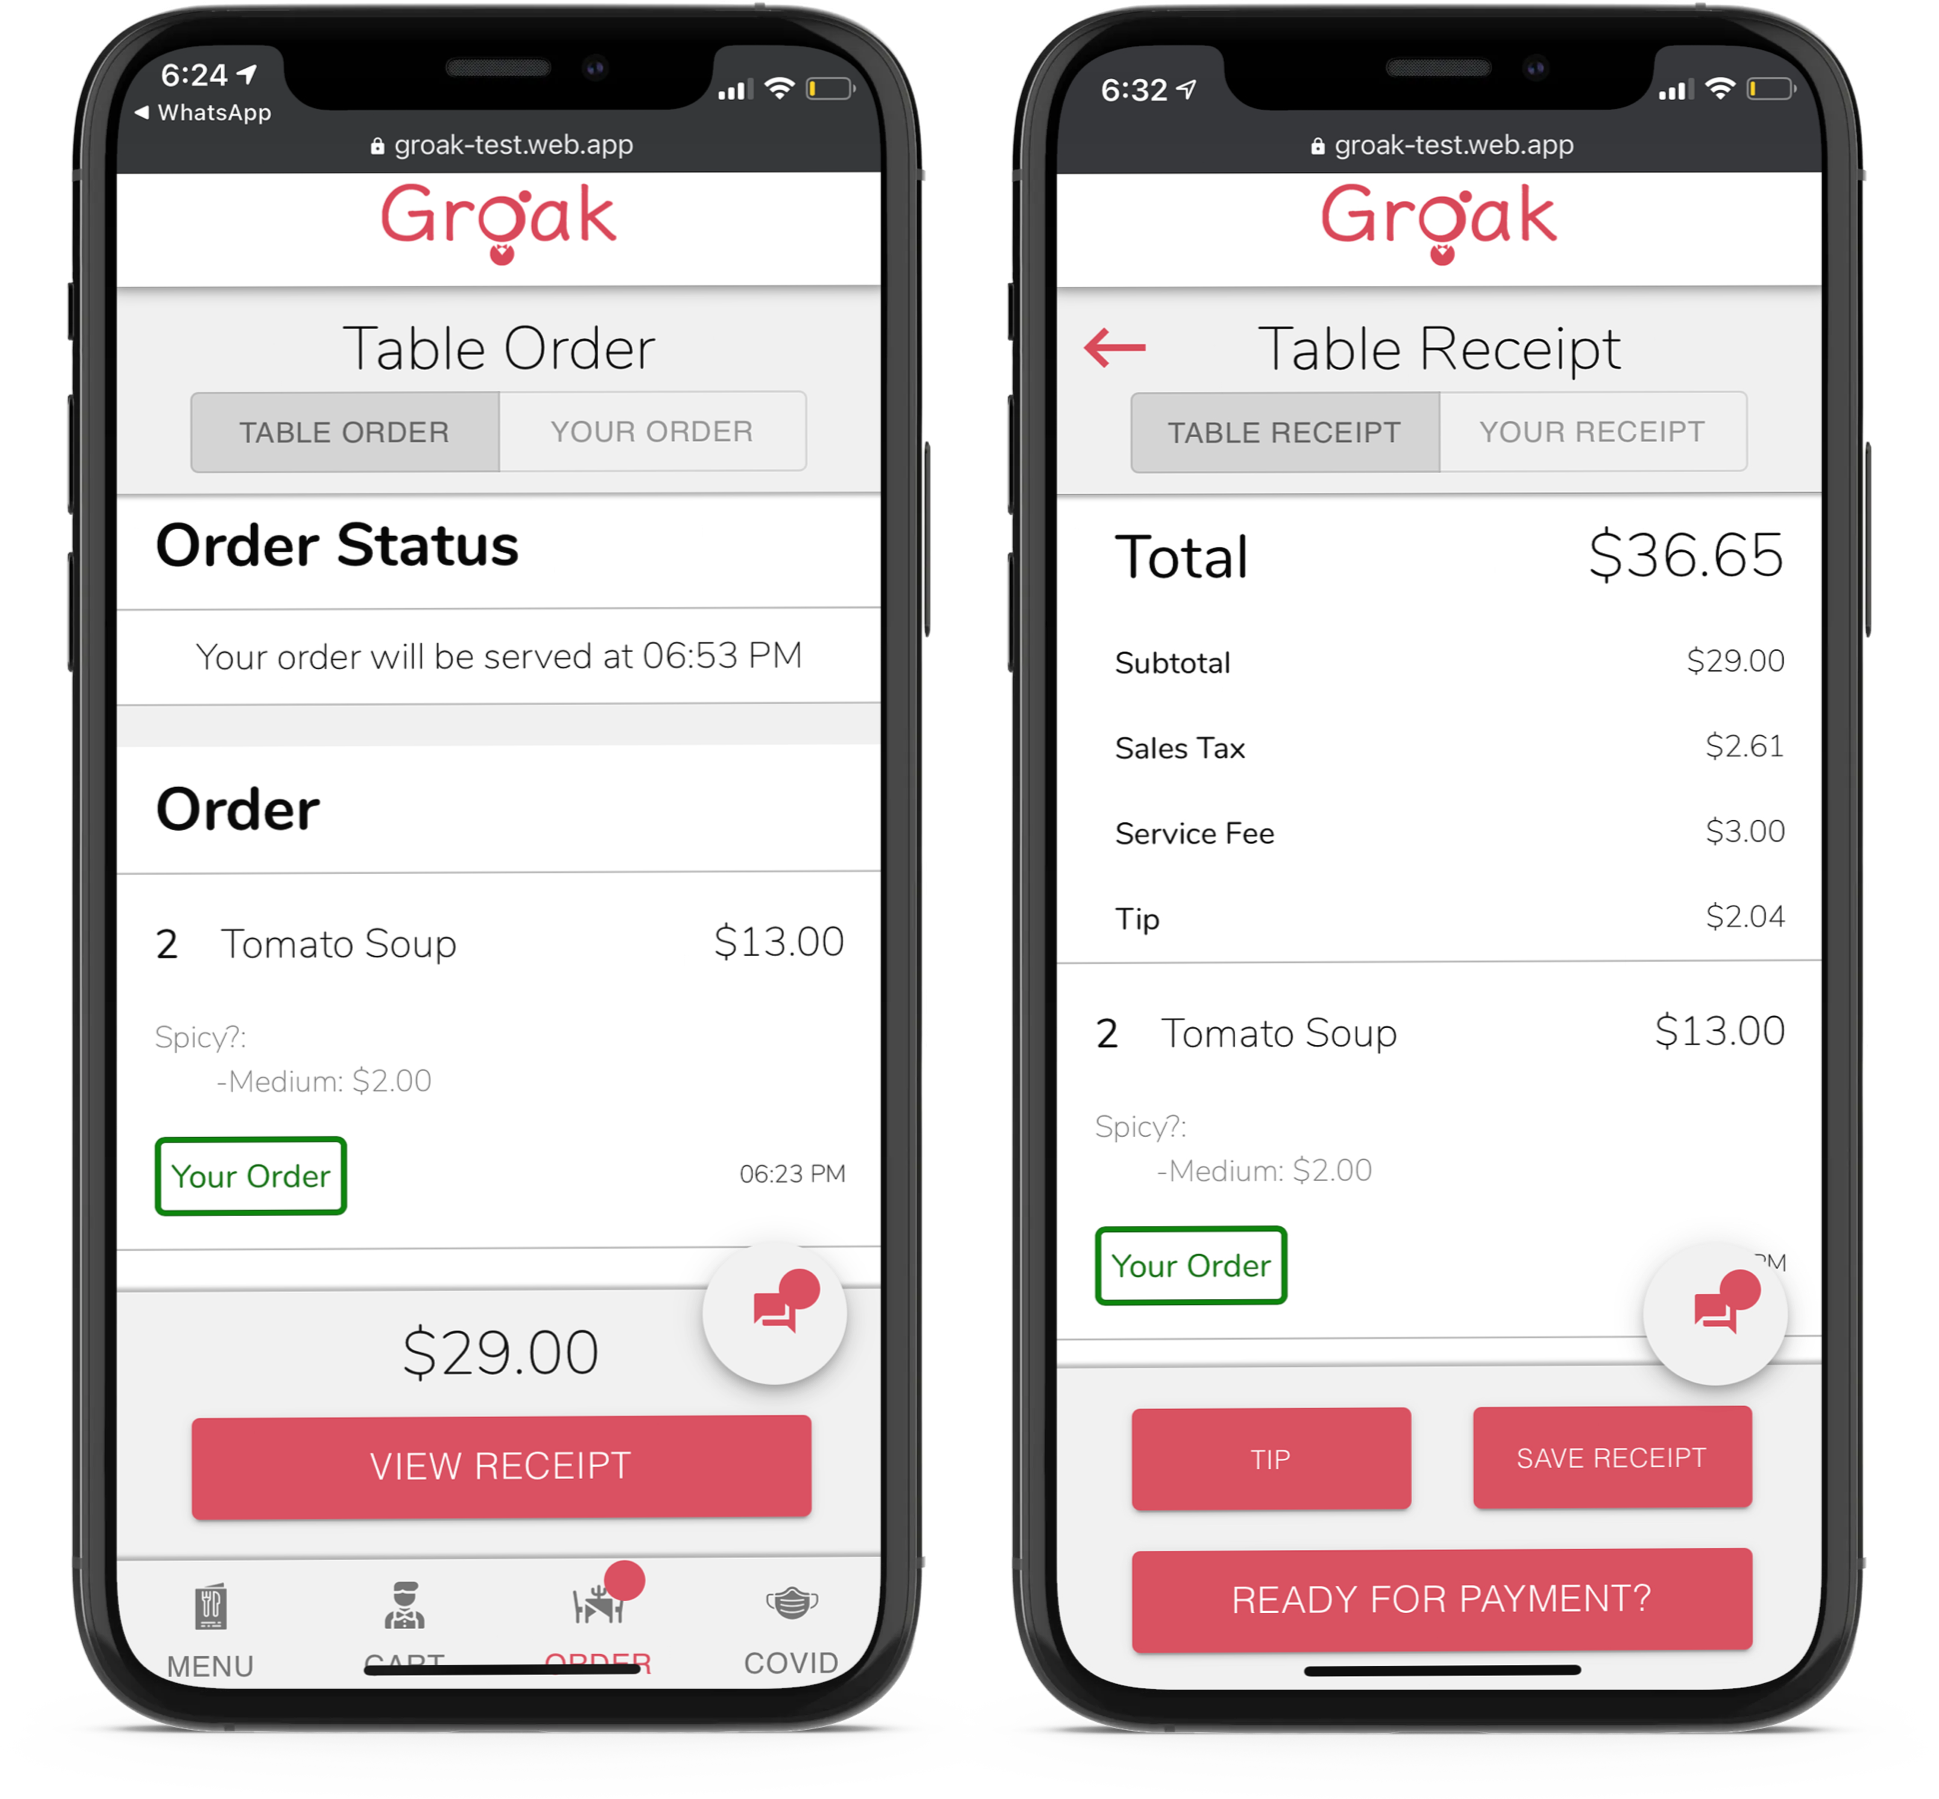 6:24
◀ WhatsApp
groak-test.web.app
Groak
Table Order
TABLE ORDER YOUR ORDER
Order Status
Your order will be served at 06:53 PM
Order
2 Tomato Soup $13.00
Spicy?:
-Medium: $2.00
Your Order 06:23 PM
$29.00
VIEW RECEIPT
MENU CART ORDER COVID
6:32
groak-test.web.app
Groak
Table Receipt
TABLE RECEIPT YOUR RECEIPT
Total $36.65
Subtotal $29.00
Sales Tax $2.61
Service Fee $3.00
Tip $2.04
2 Tomato Soup $13.00
Spicy?:
-Medium: $2.00
Your Order PM
TIP SAVE RECEIPT
READY FOR PAYMENT?